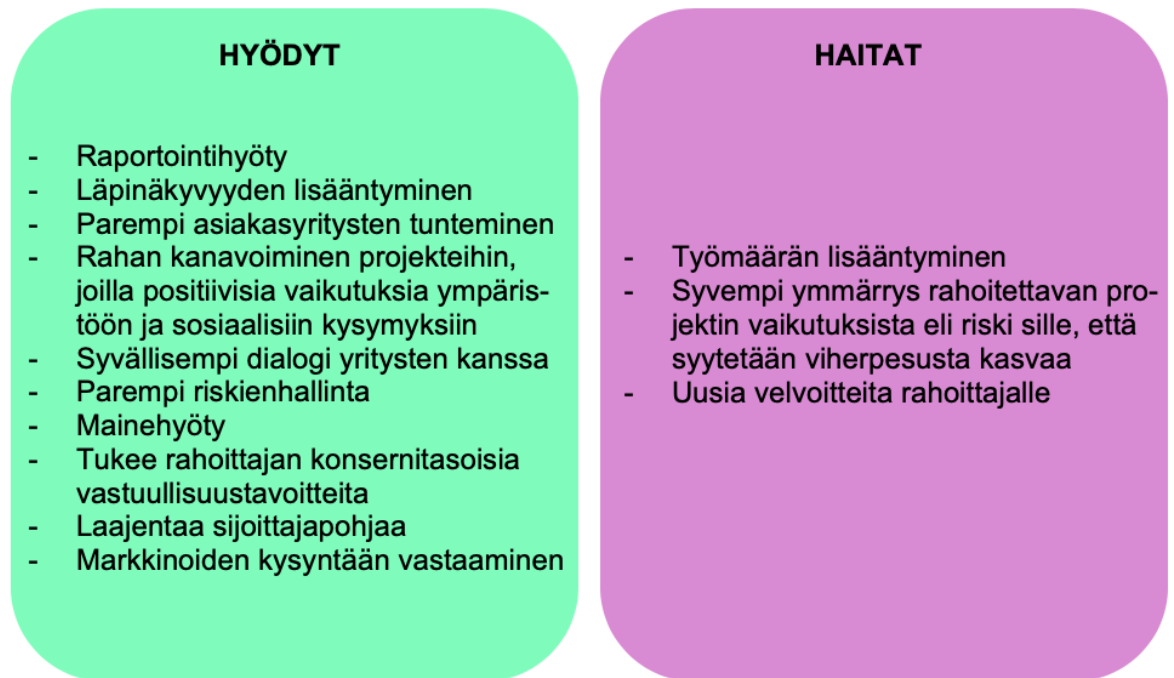 HYÖDYT
- Raportointihyöty
- Läpinäkyvyyden lisääntyminen
- Parempi asiakasyritysten tunteminen
- Rahan kanavoiminen projekteihin,
joilla positiivisia vaikutuksia ympäris-
töön ja sosiaalisiin kysymyksiin
- Syvällisempi dialogi yritysten kanssa
- Parempi riskienhallinta
- Mainehyöty
- Tukee rahoittajan konsernitasoisia
vastuullisuustavoitteita
- Laajentaa sijoittajapohjaa
- Markkinoiden kysyntään vastaaminen
HAITAT
- Työmäärän lisääntyminen
- Syvempi ymmärrys rahoitettavan pro-
jektin vaikutuksista eli riski sille, että
syytetään viherpesusta kasvaa
- Uusia velvoitteita rahoittajalle